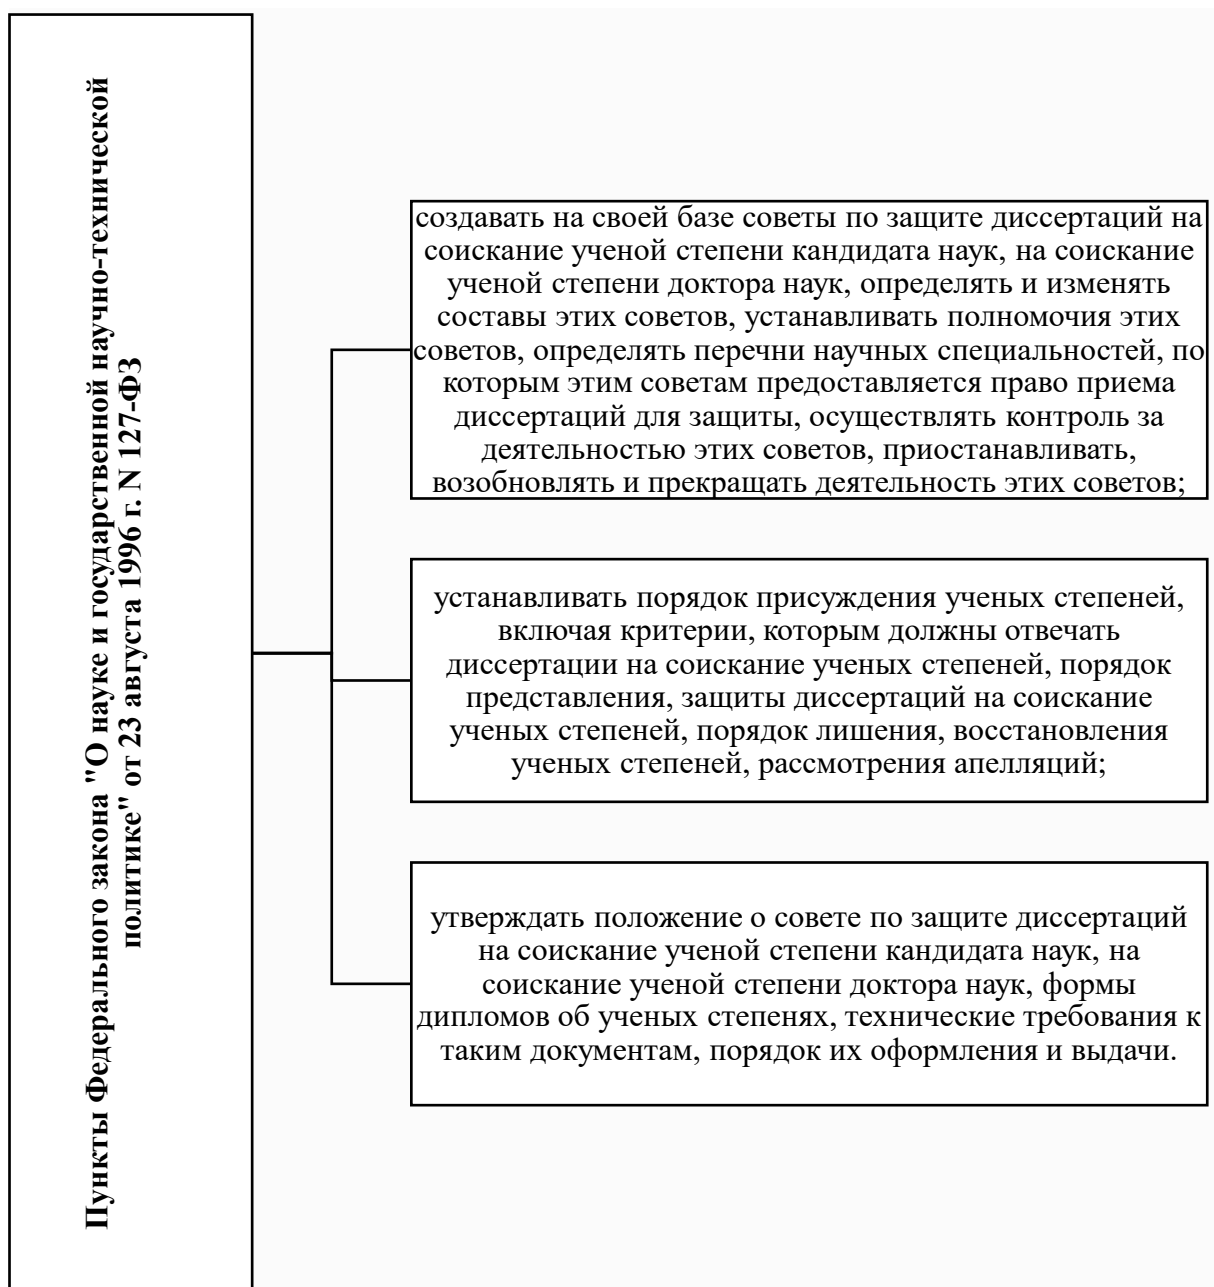 Пункты Федерального закона "О науке и государственной научно-технической
политике" от 23 августа 1996 г. N 127-ФЗ
создавать на своей базе советы по защите диссертаций на
соискание ученой степени кандидата наук, на соискание
ученой степени доктора наук, определять и изменять
составы этих советов, устанавливать полномочия этих
советов, определять перечни научных специальностей, по
которым этим советам предоставляется право приема
диссертаций для защиты, осуществлять контроль за
деятельностью этих советов, приостанавливать,
возобновлять и прекращать деятельность этих советов;
устанавливать порядок присуждения ученых степеней,
включая критерии, которым должны отвечать
диссертации на соискание ученых степеней, порядок
представления, защиты диссертаций на соискание
ученых степеней, порядок лишения, восстановления
ученых степеней, рассмотрения апелляций;
утверждать положение о совете по защите диссертаций
на соискание ученой степени кандидата наук, на
соискание ученой степени доктора наук, формы
дипломов об ученых степенях, технические требования к
таким документам, порядок их оформления и выдачи.